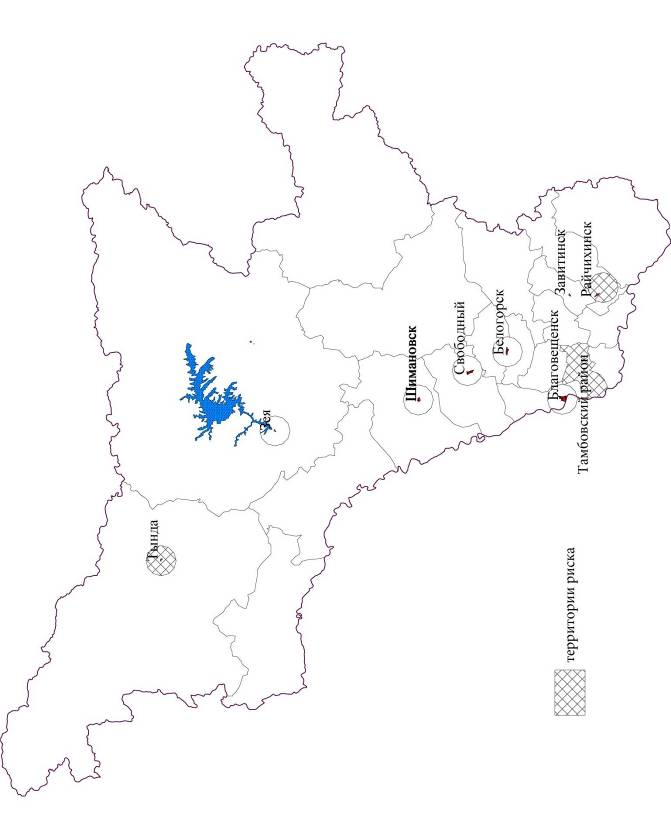 Тында
Зея
Шимановск
Свободный
Белогорск
Благовещенск
Завитинск
Райчихинск
Тамбовский район
территории риска